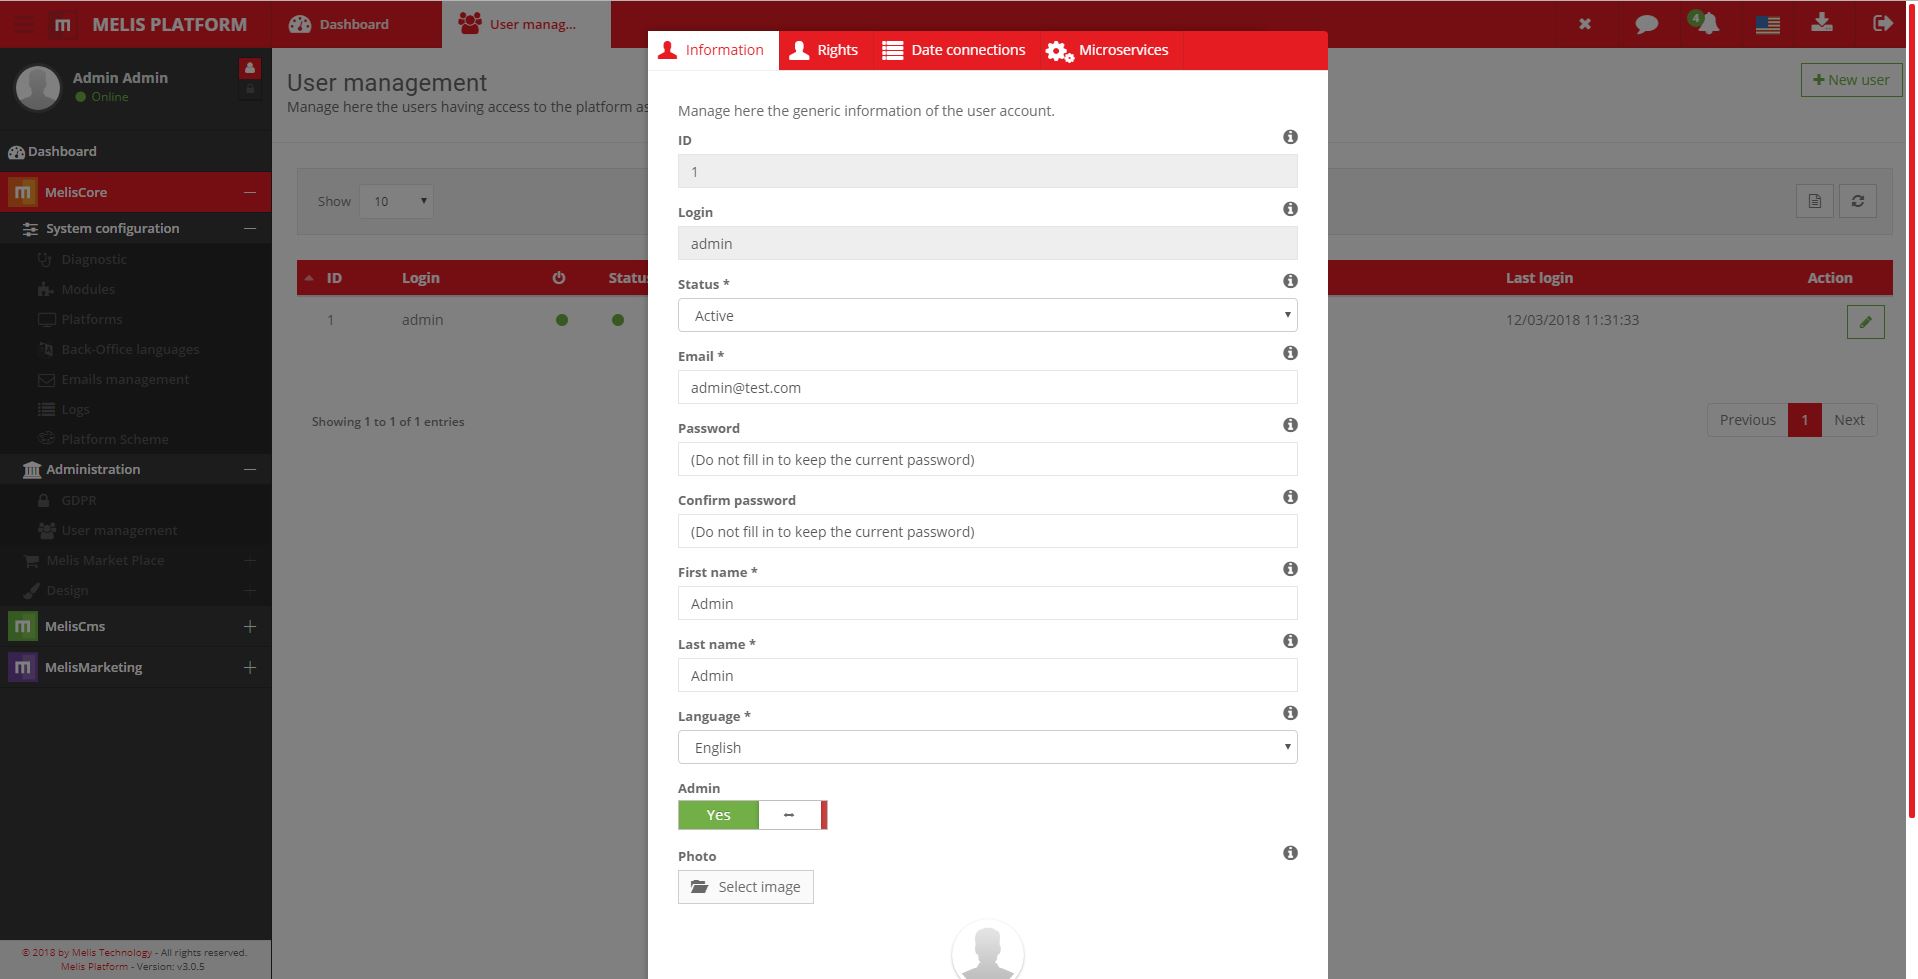 MELIS PLATFORM
Dashboard
User manag...
4
Admin Admin
Online
Dashboard
MelisCore
System configuration
Diagnostic
Modules
Platforms
Back-Office languages
Emails management
Logs
Platform Scheme
Administration
GDPR
User management
Melis Market Place
Design
MelisCms
MelisMarketing
© 2018 by Melis Technology - All rights reserved.
Melis Platform - Version: v3.0.5
User management
Manage here the users having access to the platform as
New user
Show 10
ID Login Status Last login Action
1 admin 12/03/2018 11:31:33
Showing 1 to 1 of 1 entries
Previous 1 Next
Information Rights Date connections Microservices
Manage here the generic information of the user account.
ID
1
Login
admin
Status *
Active
Email *
admin@test.com
Password
(Do not fill in to keep the current password)
Confirm password
(Do not fill in to keep the current password)
First name *
Admin
Last name *
Admin
Language *
English
Admin
Yes
Photo
Select image